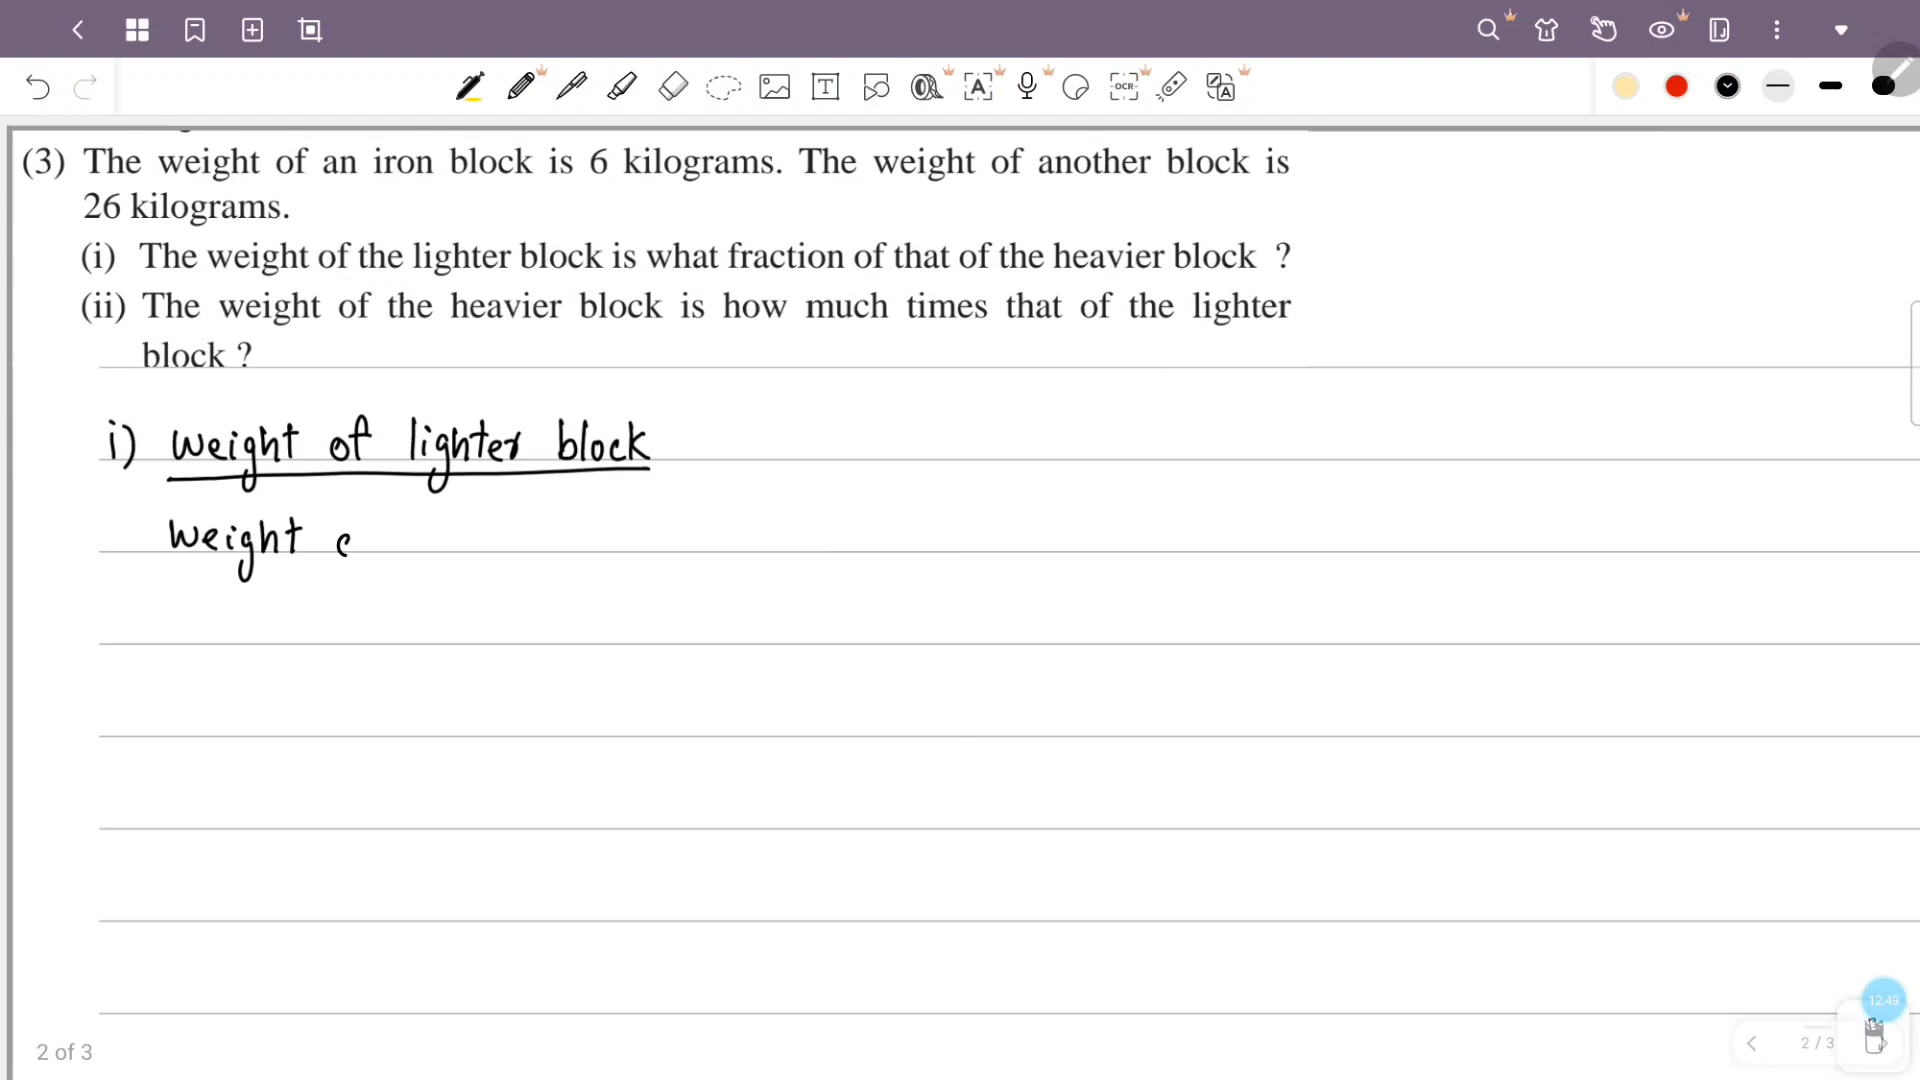 (3) The weight of an iron block is 6 kilograms. The weight of another block is
26 kilograms.
(i) The weight of the lighter block is what fraction of that of the heavier block ?
(ii) The weight of the heavier block is how much times that of the lighter
block ?
i) weight of lighter block
weight
2 of 3
2 / 3
12.49
OCR